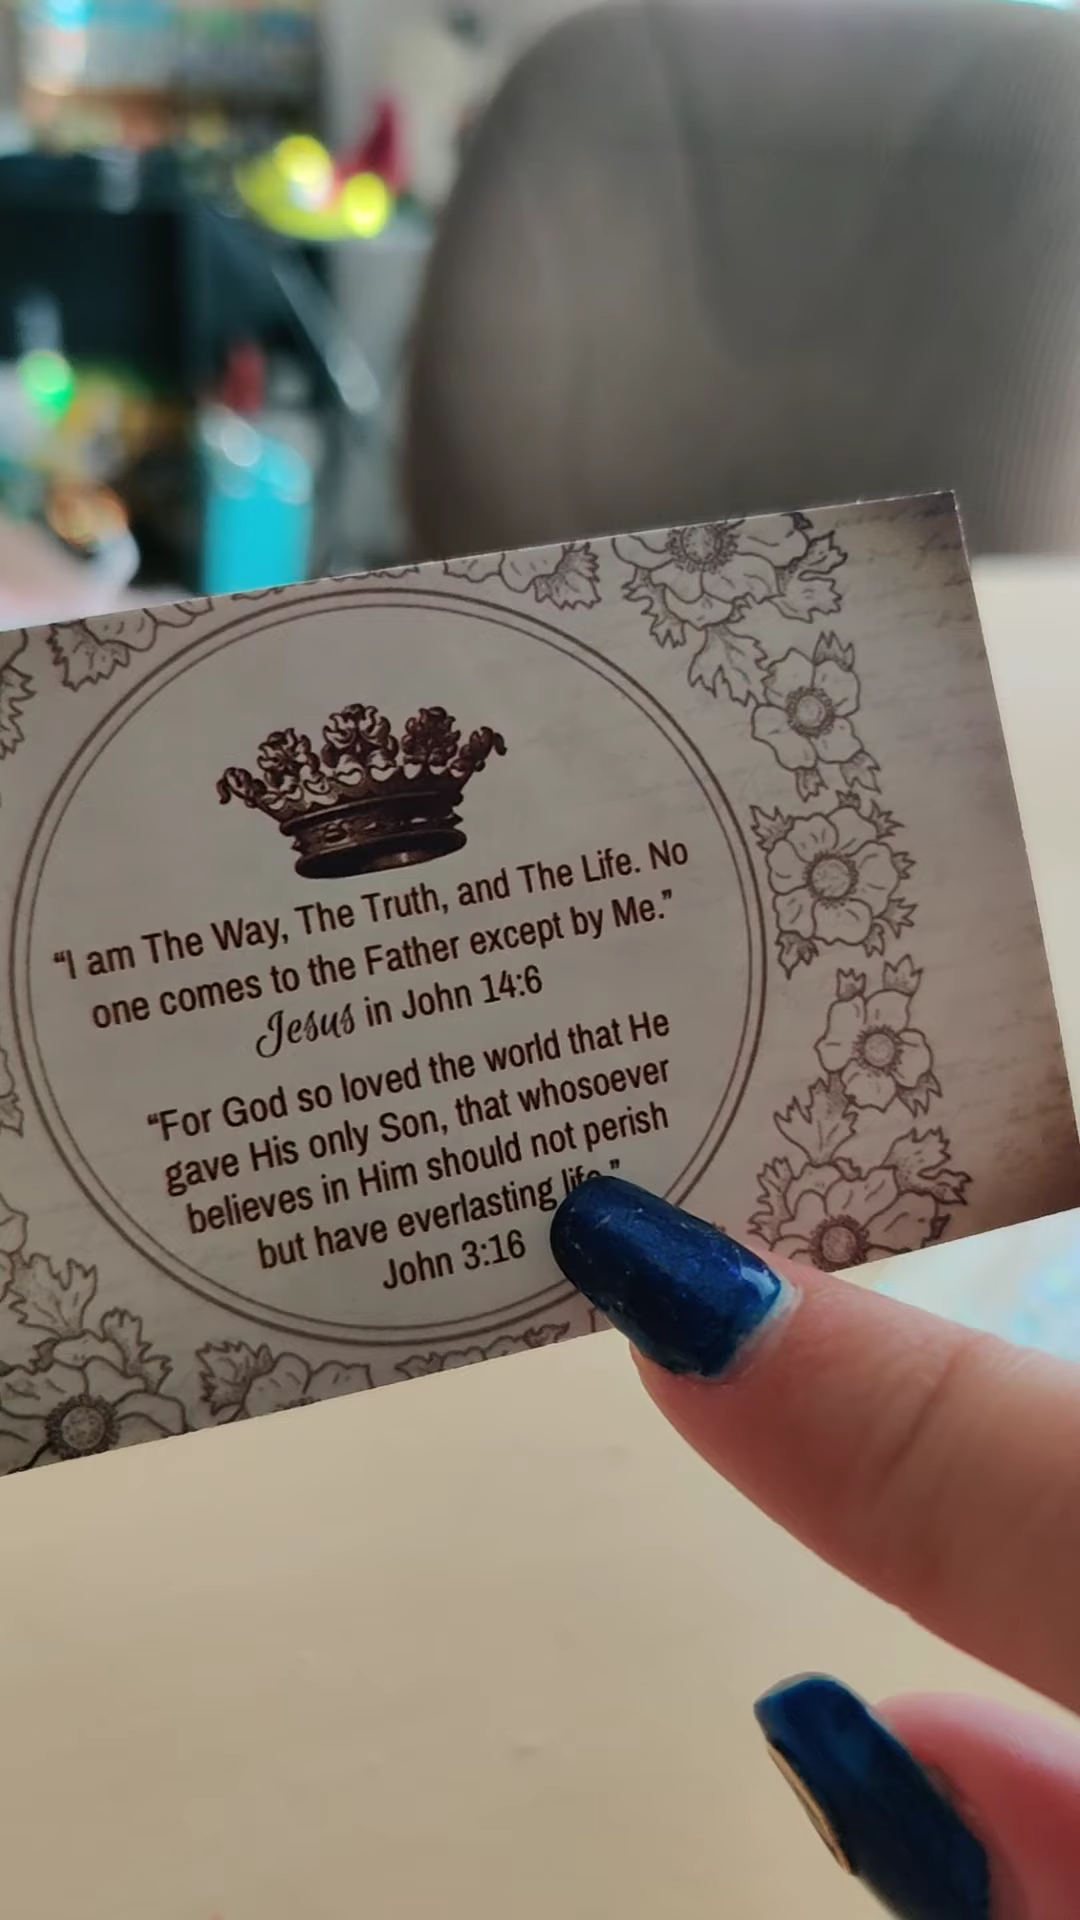 “I am The Way, The Truth, and The Life. No
one comes to the Father except by Me.”
Jesus in John 14:6
“For God so loved the world that He
gave His only Son, that whosoever
believes in Him should not perish
but have everlasting life.”
John 3:16